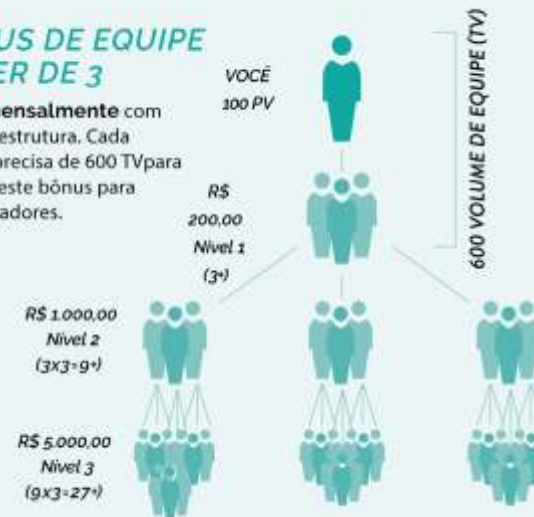 US DE EQUIPE
ER DE 3
ensalmente com
estrutura. Cada
precisa de 600 TVpara
este bônus para
adores.
VOCÊ
100 PV
600 VOLUME DE EQUIPE (TV)
R$
200,00
Nível 1
(3+)
R$ 1.000,00
Nível 2
(3x3=9+)
R$ 5.000,00
Nível 3
(9x3=27+)